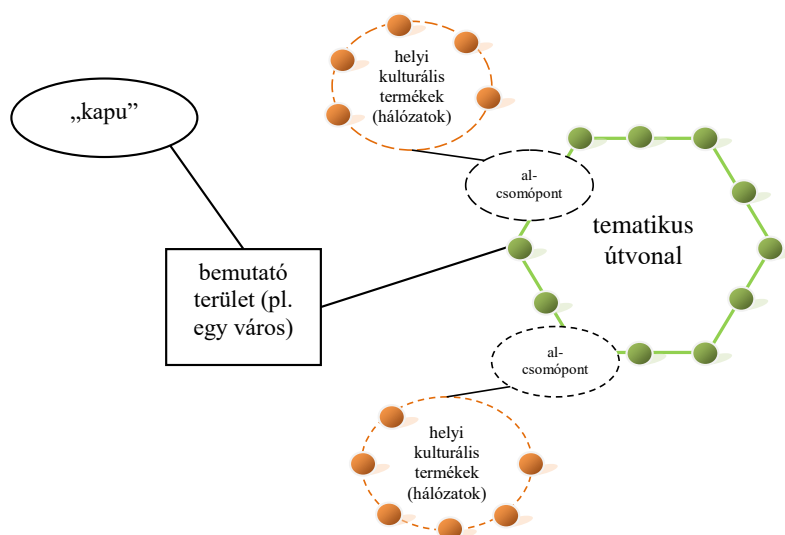 „kapu”
bemutató
terület (pl.
egy város)
helyi
kulturális
termékek
(hálózatok)
al-
csomópont
tematikus
útvonal
al-
csomópont
helyi
kulturális
termékek
(hálózatok)